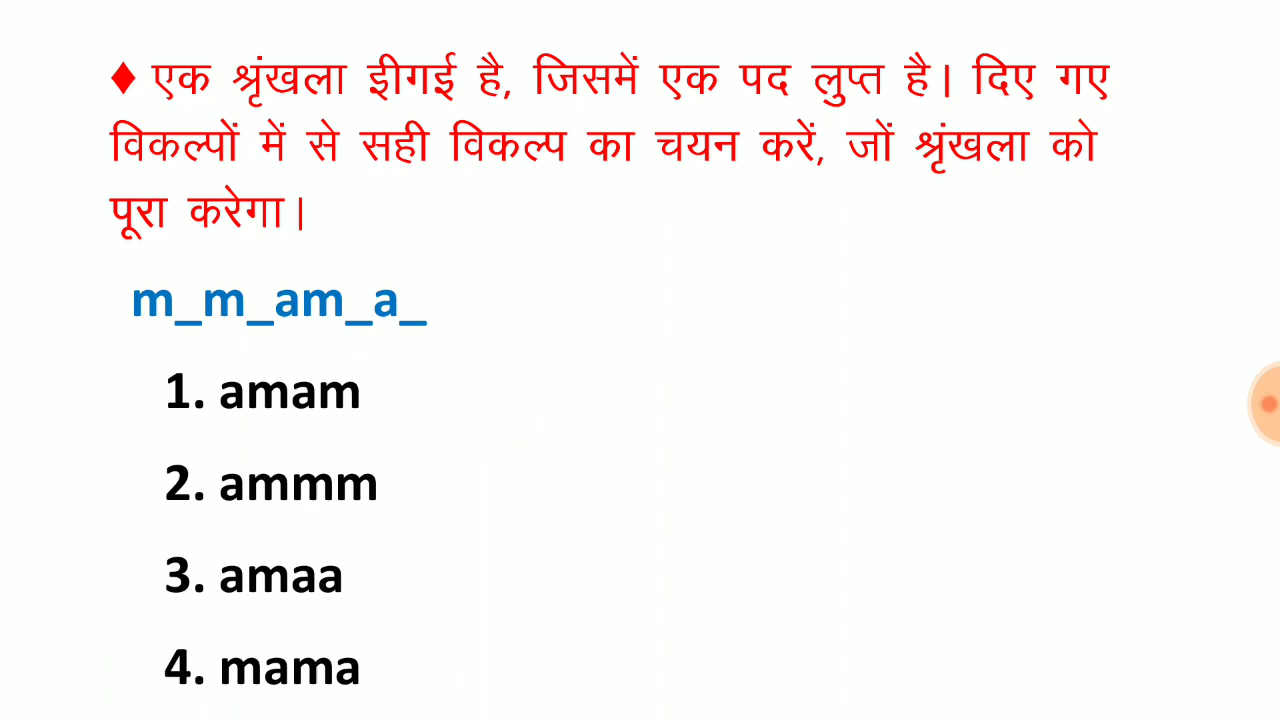 ♦ एक श्रृंखला इीगई है, जिसमें एक पद लुप्त है। दिए गए
विकल्पों में से सही विकल्प का चयन करें, जों श्रृंखला को
पूरा करेगा।
m_m_am_a_
1. amam
2. ammm
3. amaa
4. mama